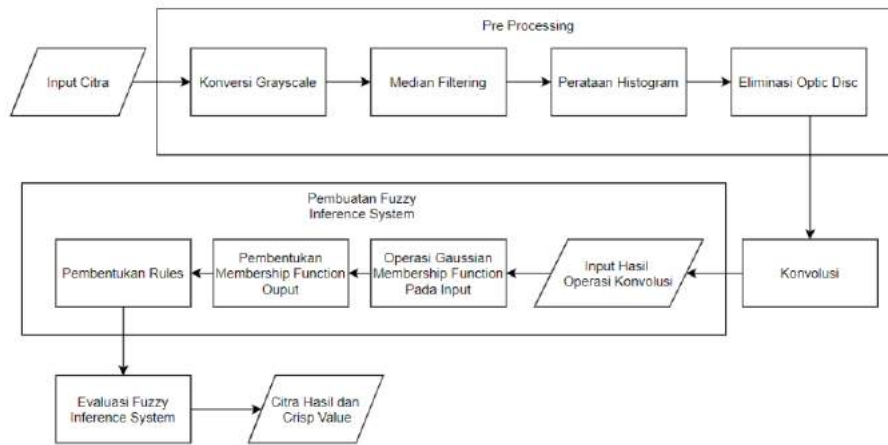 Pre Processing
Input Citra
Konversi Grayscale
Median Filtering
Perataan Histogram
Eliminasi Optic Disc
Pembuatan Fuzzy
Inference System
Pembentukan Rules
Pembentukan
Membership Function
Ouput
Operasi Gaussian
Membership Function
Pada Input
Input Hasil
Operasi Konvolusi
Konvolusi
Evaluasi Fuzzy
Inference System
Citra Hasil dan
Crisp Value